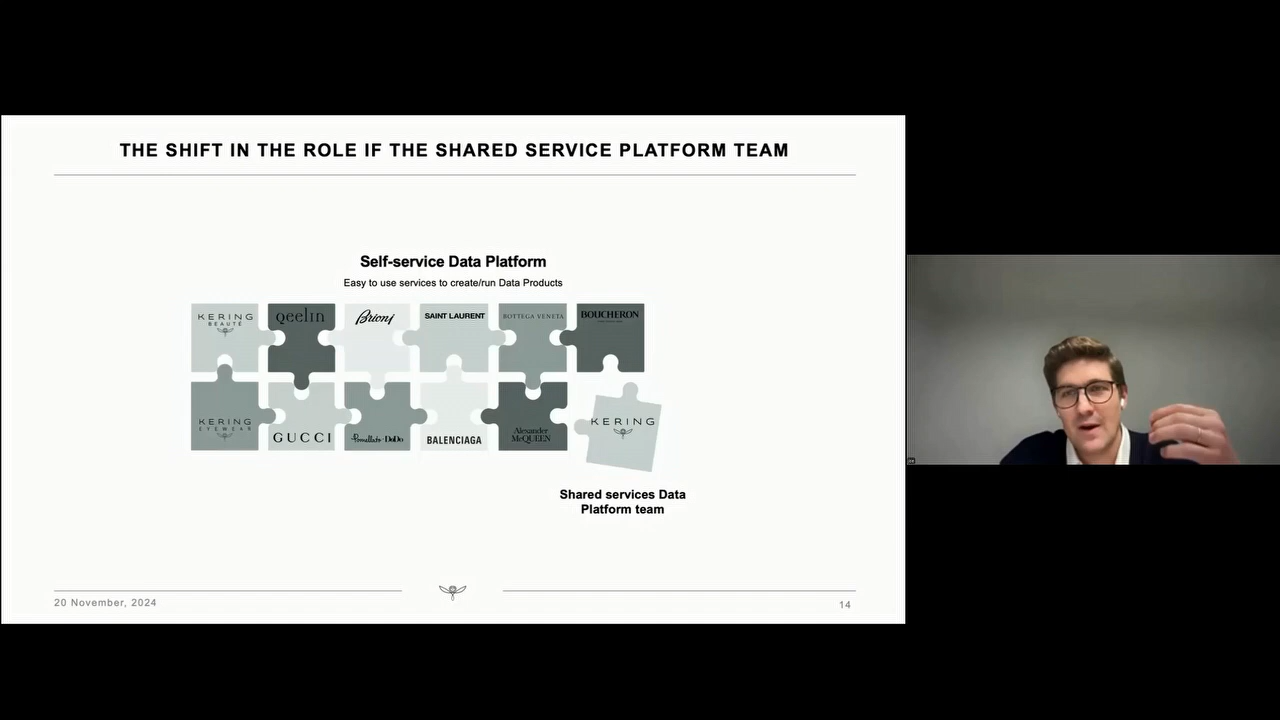 THE SHIFT IN THE ROLE IF THE SHARED SERVICE PLATFORM TEAM
Self-service Data Platform
Easy to use services to create/run Data Products
KERING
BEAUTÉ
qeelin
Brioni
SAINT LAURENT
BOTTEGA VENETA
BOUCHERON
KERING
EYEWEAR
GUCCI
Pomellato DoDo
BALENCIAGA
Alexander
McQUEEN
KERING
Shared services Data
Platform team
20 November, 2024
14